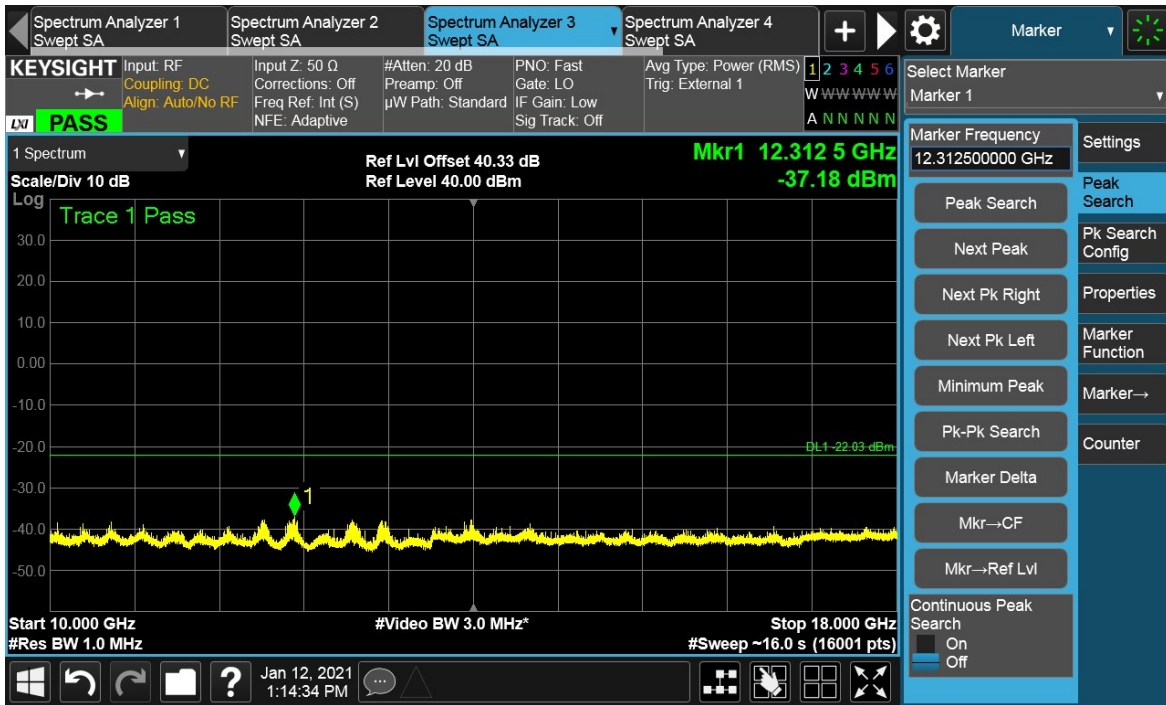 Spectrum Analyzer 1
Swept SA
Spectrum Analyzer 2
Swept SA
Spectrum Analyzer 3
Swept SA
Spectrum Analyzer 4
Swept SA
+
Marker
KEYSIGHT
LXI PASS
Input: RF
Coupling: DC
Align: Auto/No RF
Input Z: 50 Ω
Corrections: Off
Freq Ref: Int (S)
NFE: Adaptive
#Atten: 20 dB
Preamp: Off
µW Path: Standard
PNO: Fast
Gate: LO
IF Gain: Low
Sig Track: Off
Avg Type: Power (RMS)
Trig: External 1
1 2 3 4 5 6
W W W W W W
A N N N N N
Select Marker
Marker 1
1 Spectrum
Scale/Div 10 dB
Log
Ref Lvl Offset 40.33 dB
Ref Level 40.00 dBm
Mkr1 12.312 5 GHz
-37.18 dBm
Trace 1 Pass
30.0
20.0
10.0
0.00
-10.0
-20.0
-30.0
-40.0
-50.0
DL1 -22.03 dBm
1
Start 10.000 GHz
#Res BW 1.0 MHz
#Video BW 3.0 MHz*
Stop 18.000 GHz
#Sweep ~16.0 s (16001 pts)
Marker Frequency
12.312500000 GHz
Peak Search
Next Peak
Next Pk Right
Next Pk Left
Minimum Peak
Pk-Pk Search
Marker Delta
Mkr→CF
Mkr→Ref Lvl
Continuous Peak
Search
On
Off
Settings
Peak
Search
Pk Search
Config
Properties
Marker
Function
Marker→
Counter
?
Jan 12, 2021
1:14:34 PM